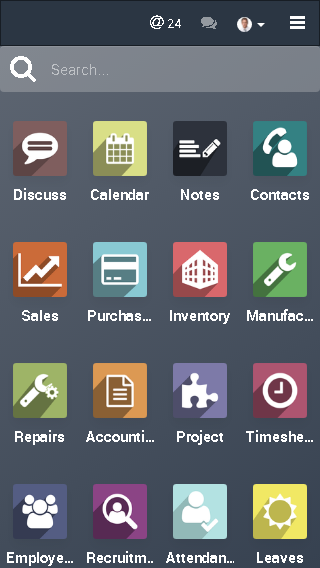 @ 24
Search...
Discuss Calendar Notes Contacts
Sales Purchas... Inventory Manufac...
Repairs Accounti... Project Timeshe...
Employe... Recruitm... Attendan... Leaves